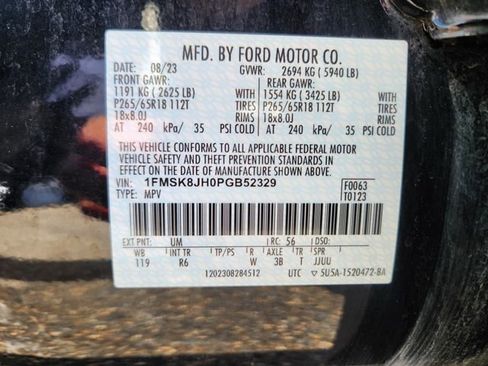 MFD. BY FORD MOTOR CO.
DATE: 08/23 GVWR: 2694 KG ( 5940 LB)
FRONT GAWR: REAR GAWR:
1191 KG ( 2625 LB) 1554 KG ( 3425 LB)
P265/65R18 112T TIRES P265/65R18 112T TIRES
18x8.0J RIMS 18x8.0J RIMS
AT 240 kPa/ 35 PSI COLD AT 240 kPa/ 35 PSI COLD
THIS VEHICLE CONFORMS TO ALL APPLICABLE FEDERAL MOTOR
VEHICLE SAFETY AND THEFT PREVENTION STANDARDS IN
EFFECT ON THE DATE OF MANUFACTURE SHOWN ABOVE.
VIN: 1FMSK8JH0PGB52329 F0063
TYPE: MPV T0123
EXT PNT: UM RC: 56 DSO:
WB INT TR TP/PS R AXLE TR SPR
119 R6 W 3B T JJUU
1202308284512 UTC 5U5A-1520472-BA